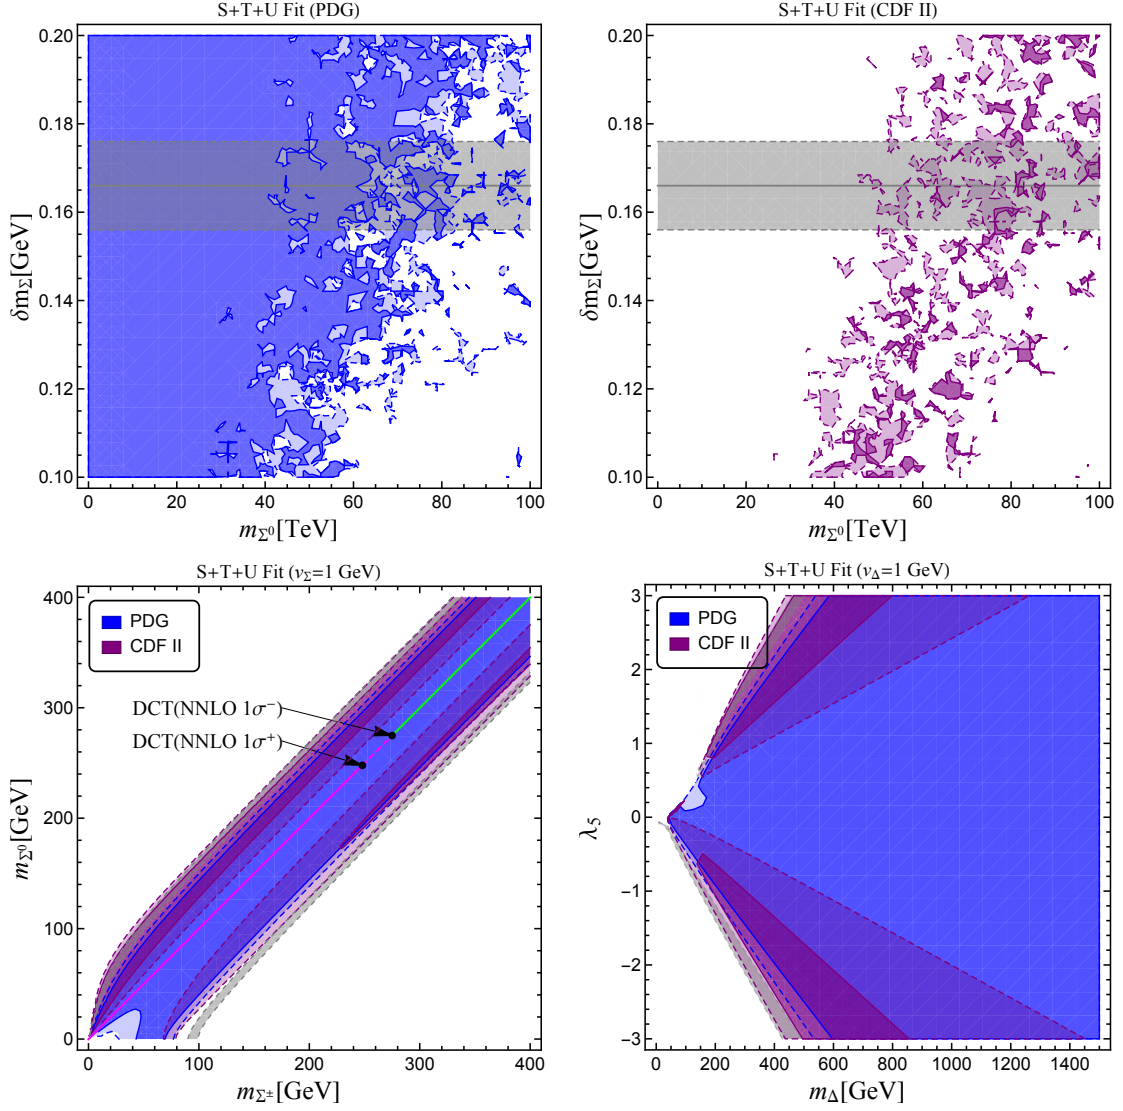 S+T+U Fit (PDG)
0.20
0.18
0.16
0.14
0.12
0.10
δm_Σ[GeV]
0 20 40 60 80 100
m_Σ⁰[TeV]
S+T+U Fit (CDF II)
0.20
0.18
0.16
0.14
0.12
0.10
δm_Σ[GeV]
0 20 40 60 80 100
m_Σ⁰[TeV]
S+T+U Fit (v_Σ=1 GeV)
PDG
CDF II
DCT(NNLO 1σ⁻)
DCT(NNLO 1σ⁺)
400
300
200
100
0
m_Σ⁰[GeV]
0 100 200 300 400
m_Σ±[GeV]
S+T+U Fit (v_Δ=1 GeV)
PDG
CDF II
3
2
1
0
-1
-2
-3
λ₅
0 200 400 600 800 1000 1200 1400
m_Δ[GeV]